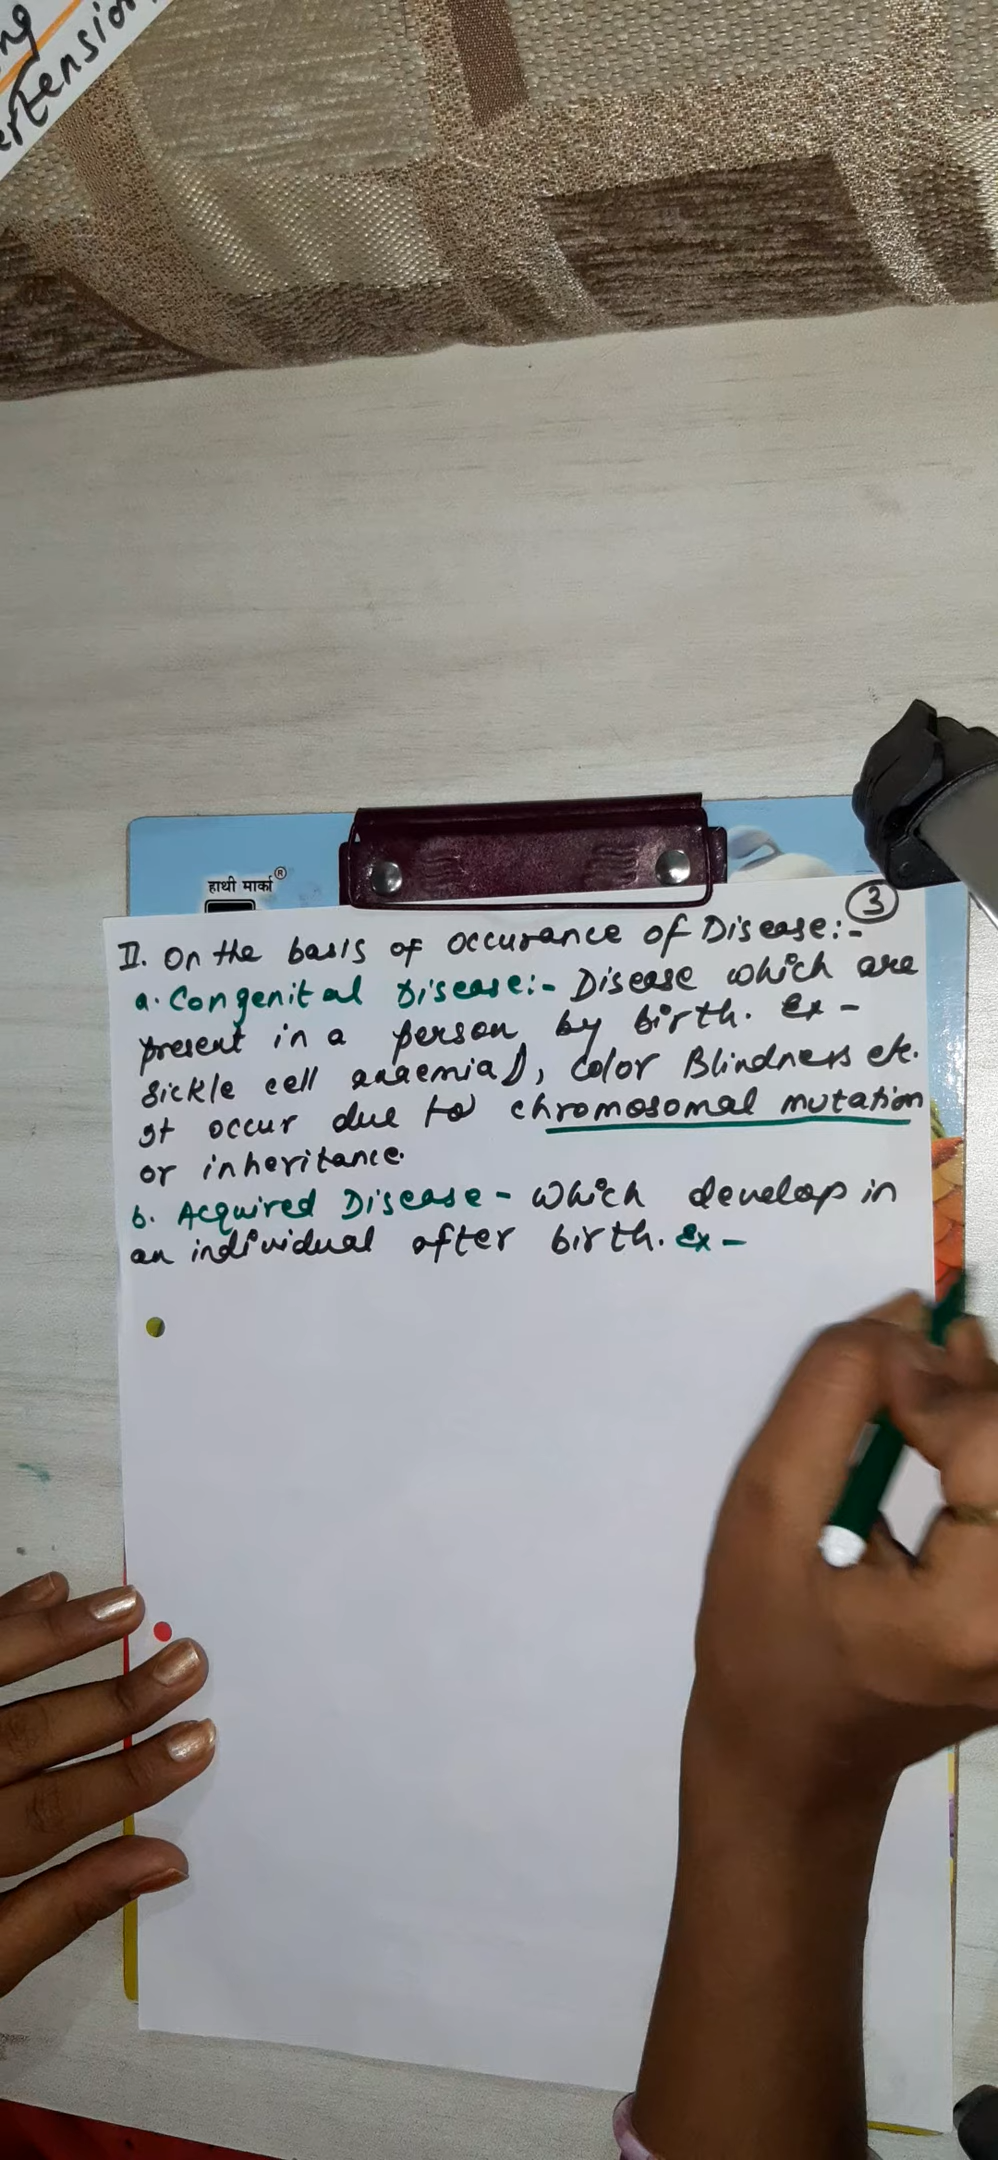 ng
ertension
हाथी मार्का®
3
II. On the basis of occurance of Disease:-
a. Congenital Disease:- Disease which are
present in a person by birth. Ex -
Sickle cell anaemia, Color Blindness etc.
It occur due to chromosomal mutation
or inheritance.
b. Acquired Disease - which develop in
an individual after birth. Ex -